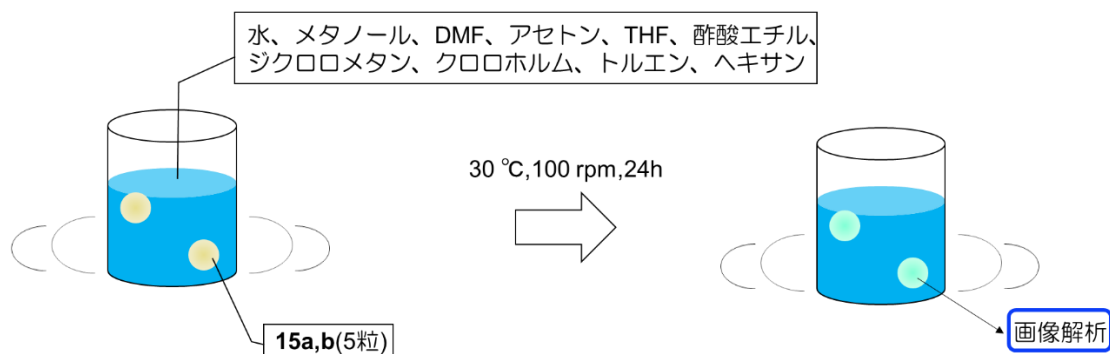 水、メタノール、DMF、アセトン、THF、酢酸エチル、
ジクロロメタン、クロロホルム、トルエン、ヘキサン
30 ℃,100 rpm,24h
15a,b(5粒)
画像解析